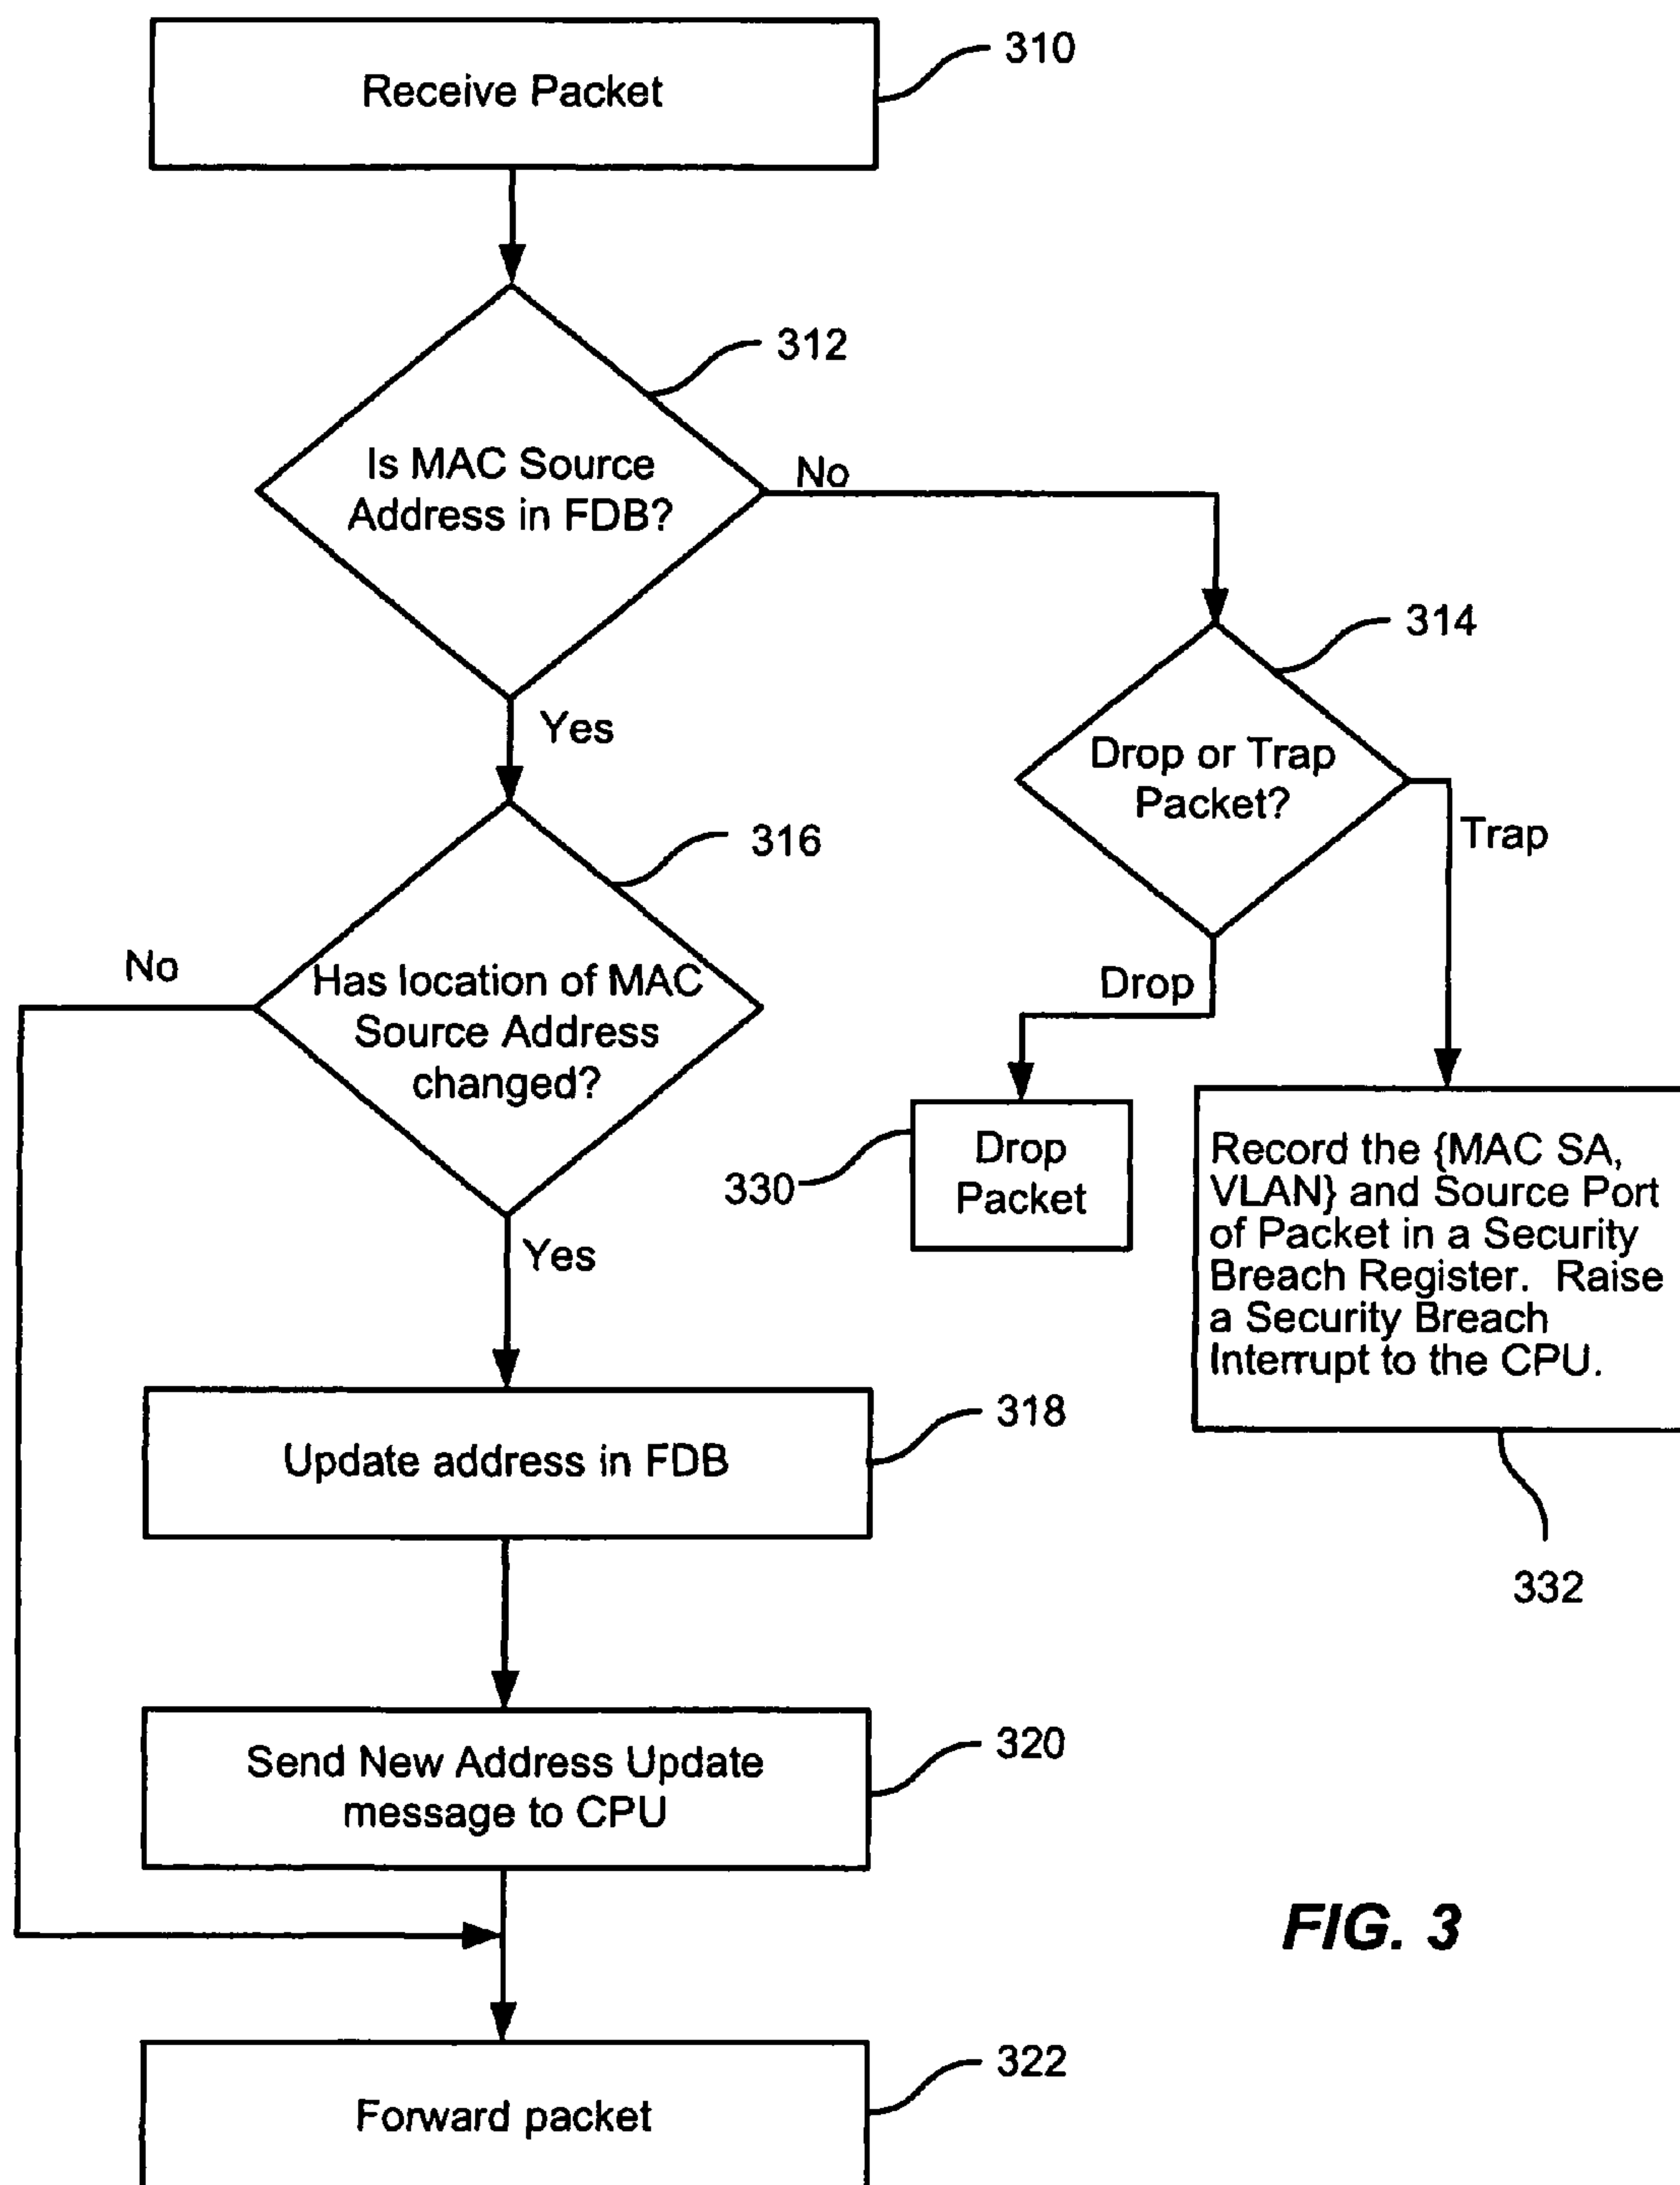 310
Receive Packet
312
Is MAC Source
Address in FDB?
No
Yes
314
Drop or Trap
Packet?
Trap
Drop
316
No
Has location of MAC
Source Address
changed?
Yes
330
Drop
Packet
Record the {MAC SA,
VLAN} and Source Port
of Packet in a Security
Breach Register. Raise
a Security Breach
Interrupt to the CPU.
332
318
Update address in FDB
320
Send New Address Update
message to CPU
FIG. 3
322
Forward packet